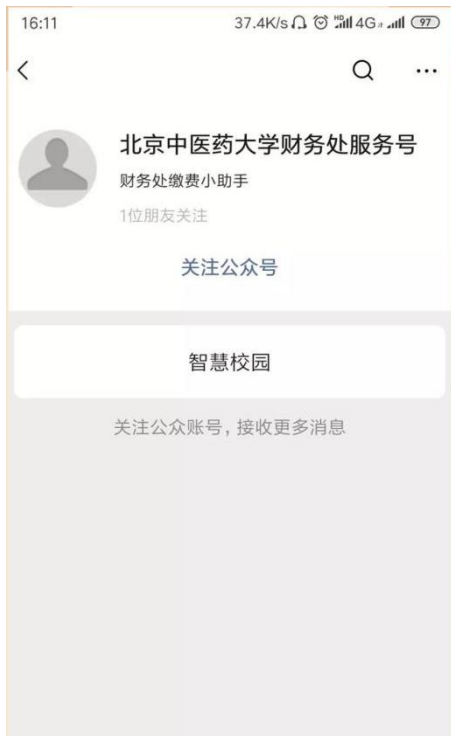 16:11 37.4K/s HD 4G 97
北京中医药大学财务处服务号
财务处缴费小助手
1位朋友关注
关注公众号
智慧校园
关注公众账号，接收更多消息